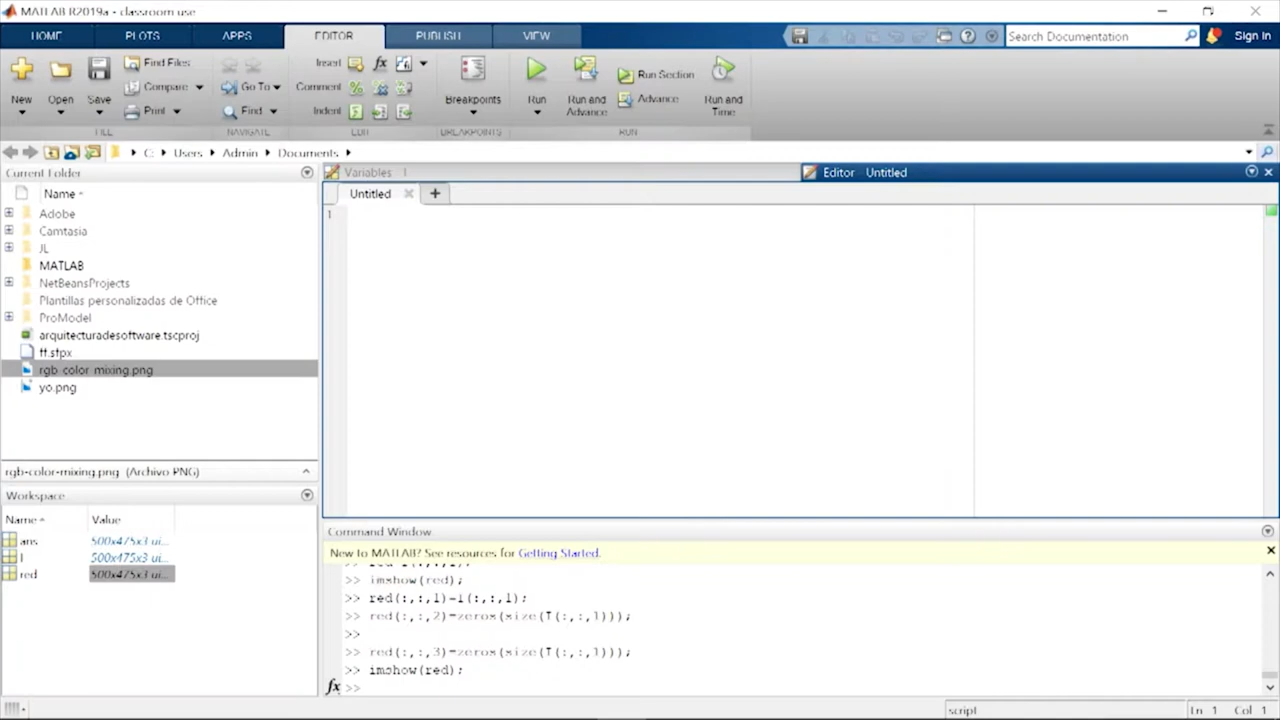 MATLAB R2019a - classroom use
HOME PLOTS APPS EDITOR PUBLISH VIEW Search Documentation Sign In
New Open Save Find Files Compare Print Go To Find Insert Comment Indent Breakpoints Run Run and Advance Run Section Advance Run and Time
FILE NAVIGATE EDIT BREAKPOINTS RUN
C: Users Admin Documents
Current Folder
Name
Adobe
Camtasia
JL
MATLAB
NetBeansProjects
Plantillas personalizadas de Office
ProModel
arquitecturadesoftware.tscproj
rgb-color-mixing.png
yo.png
rgb-color-mixing.png (Archivo PNG)
Workspace
Name Value
ans 500x475x3 ui...
I 500x475x3 ui...
red 500x475x3 ui...
Variables - I
Editor - Untitled
Untitled
1
Command Window
New to MATLAB? See resources for Getting Started.
>> red=I(:,:,1);
>> imshow(red);
>> red(:,:,1)=I(:,:,1);
>> red(:,:,2)=zeros(size(I(:,:,1)));
>>
>> red(:,:,3)=zeros(size(I(:,:,1)));
>> imshow(red);
fx >>
script Ln 1 Col 1